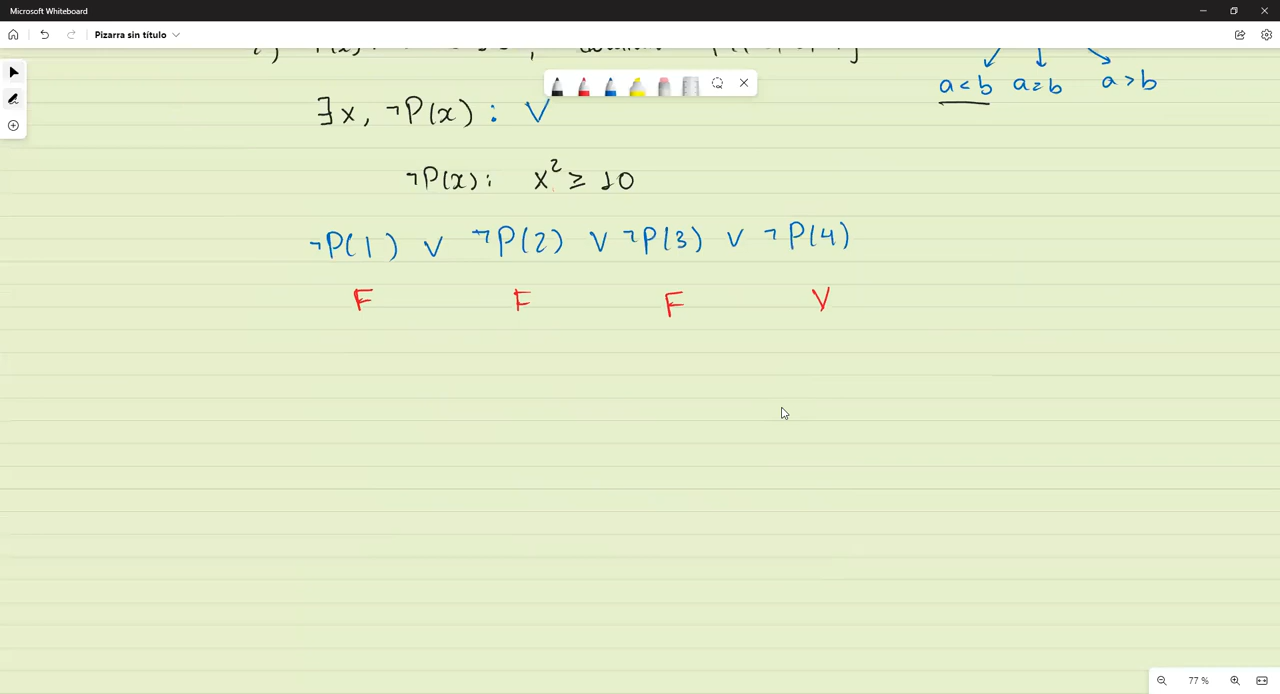 Microsoft Whiteboard
Pizarra sin título
a < b a = b a > b
∃x, ¬P(x) : V
¬P(x): x² ≥ 10
¬P(1) ∨ ¬P(2) ∨ ¬P(3) ∨ ¬P(4)
F F F V
77 %